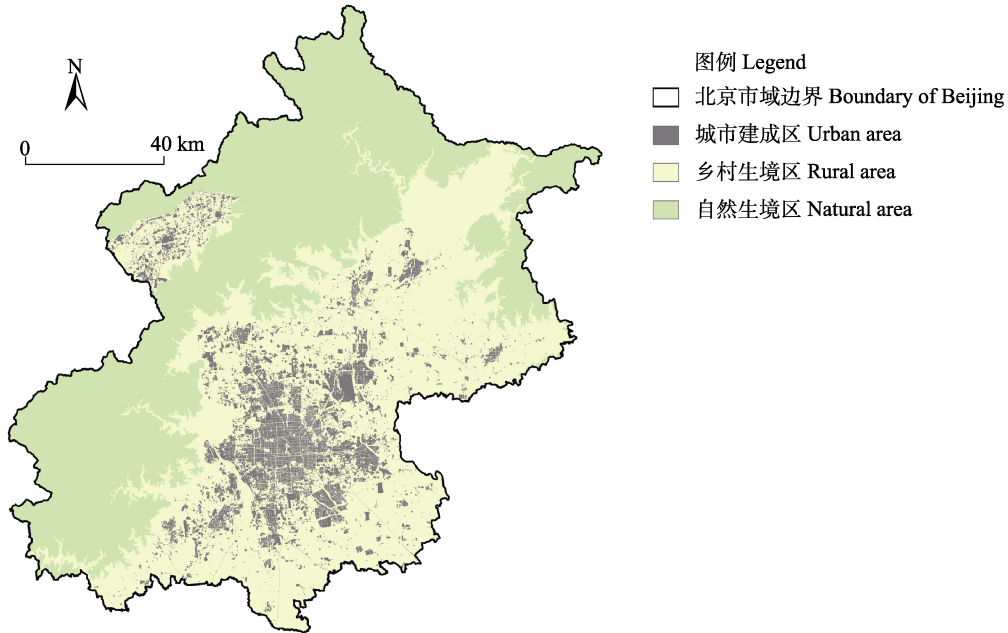 图例 Legend
北京市域边界 Boundary of Beijing
城市建成区 Urban area
乡村生境区 Rural area
自然生境区 Natural area
N
0 40 km